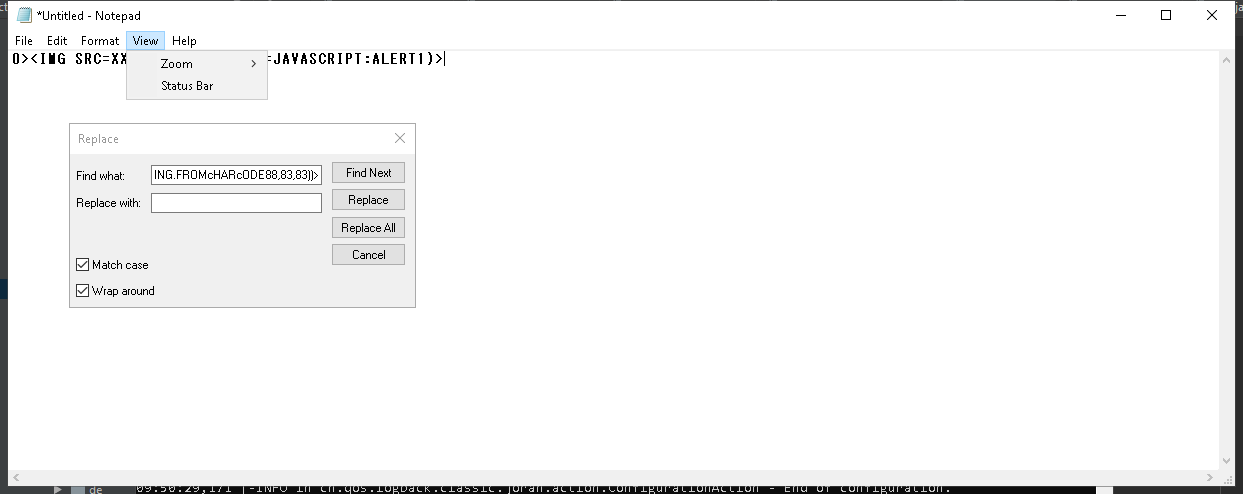 *Untitled - Notepad
File Edit Format View Help
0><IMG SRC=XX =JAVASCRIPT:ALERT1)>
Zoom
Status Bar
Replace
Find what: ING.FROMcHARcODE88,83,83))> Find Next
Replace with: Replace
Replace All
Cancel
Match case
Wrap around
de 09:50:29,171 |-INFO in ch.qos.logback.classic.joran.action.ConfigurationAction - End of configuration.